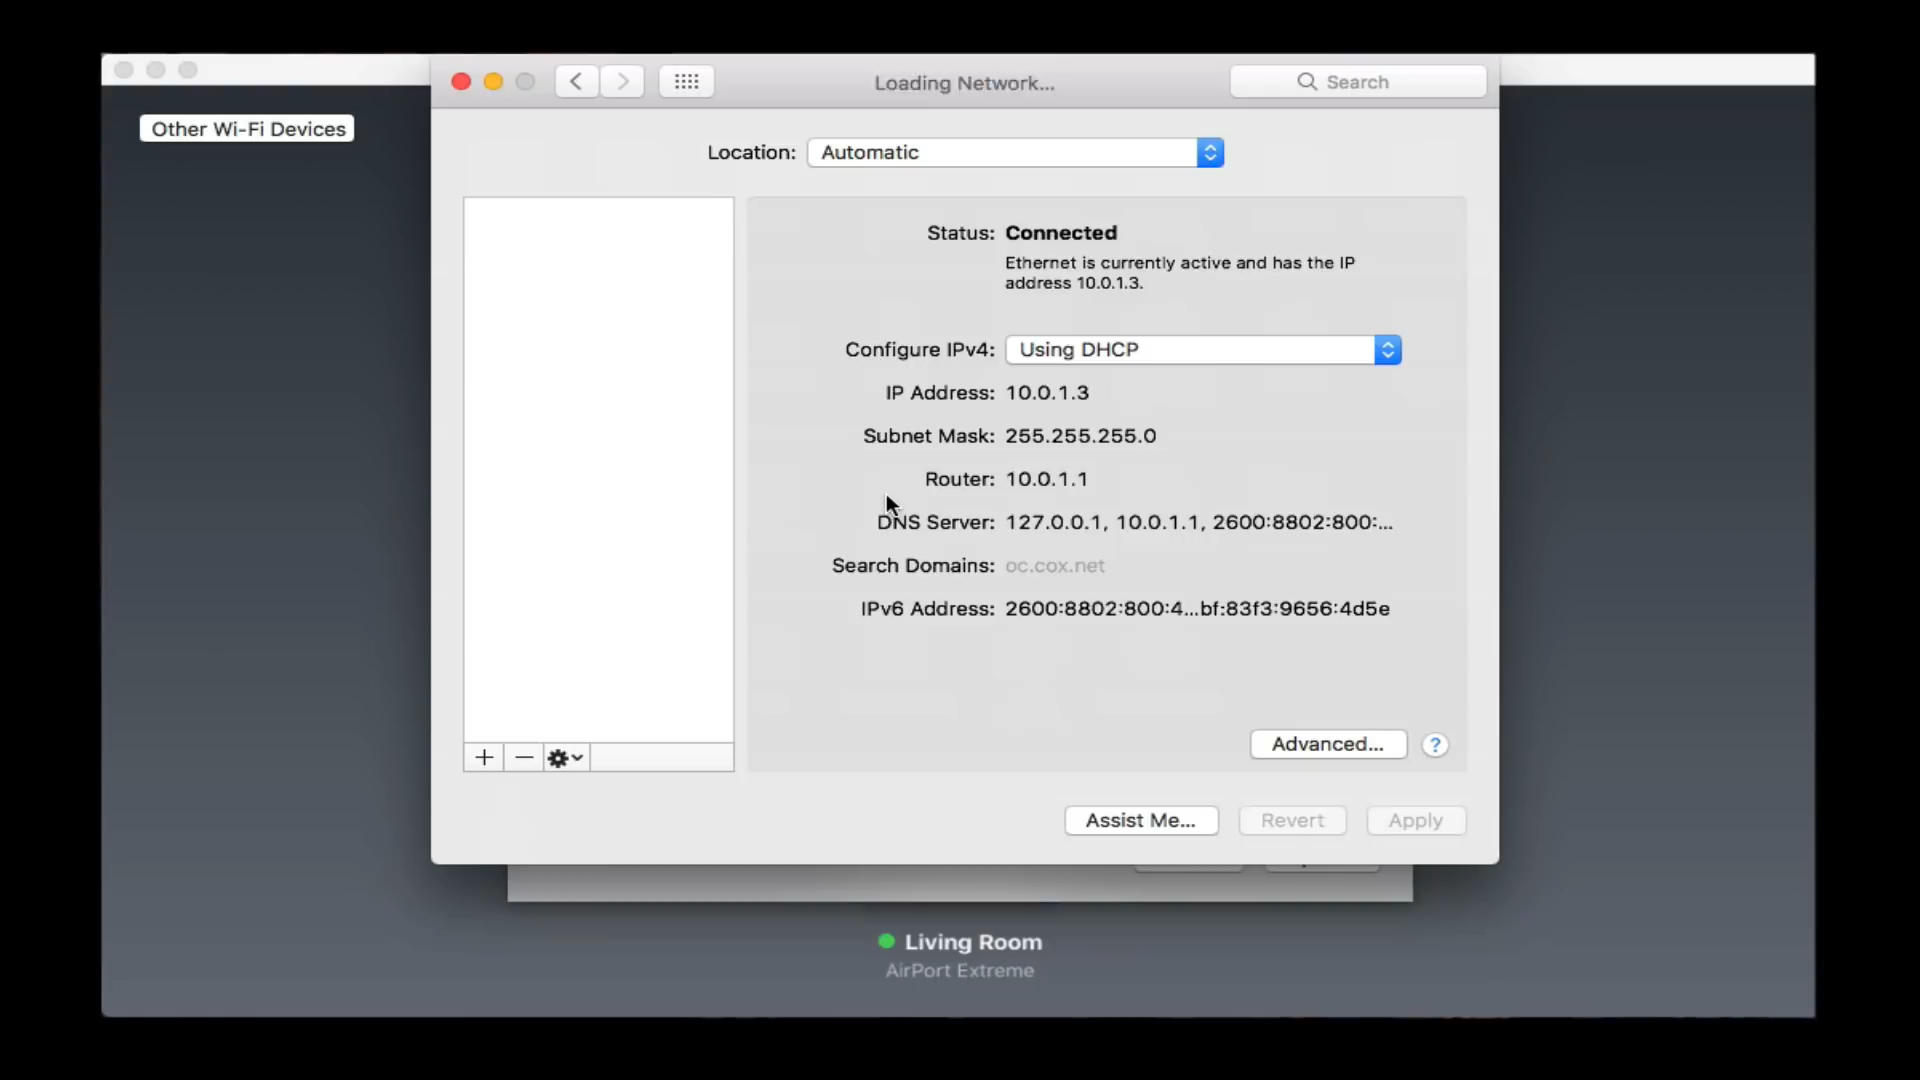 Loading Network...
Search
Other Wi-Fi Devices
Location: Automatic
Status: Connected
Ethernet is currently active and has the IP
address 10.0.1.3.
Configure IPv4: Using DHCP
IP Address: 10.0.1.3
Subnet Mask: 255.255.255.0
Router: 10.0.1.1
DNS Server: 127.0.0.1, 10.0.1.1, 2600:8802:800:...
Search Domains: oc.cox.net
IPv6 Address: 2600:8802:800:4...bf:83f3:9656:4d5e
Advanced... ?
Assist Me... Revert Apply
Living Room
AirPort Extreme